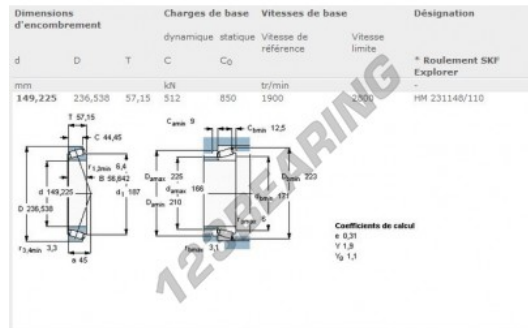 Dimensions d'encombrement Charges de base Vitesses de base Désignation
dynamique statique Vitesse de référence Vitesse limite
d D T C C0 * Roulement SKF Explorer
mm kN tr/min -
149,225 236,538 57,15 512 850 1900 2800 HM 231148/110
T 57,15
C 44,45
r1,2min 6,4
B 56,642
d 149,225
d1 187
D 236,538
r3,4min 3,3
a 45
Camin 9
Cbmin 12,5
Damax 225
damax 166
Damin 210
Dbmin 223
dbmin 171
ramax 6
rbmax 3,1
Coefficients de calcul
e 0,31
Y 1,9
Y0 1,1
123BEARING